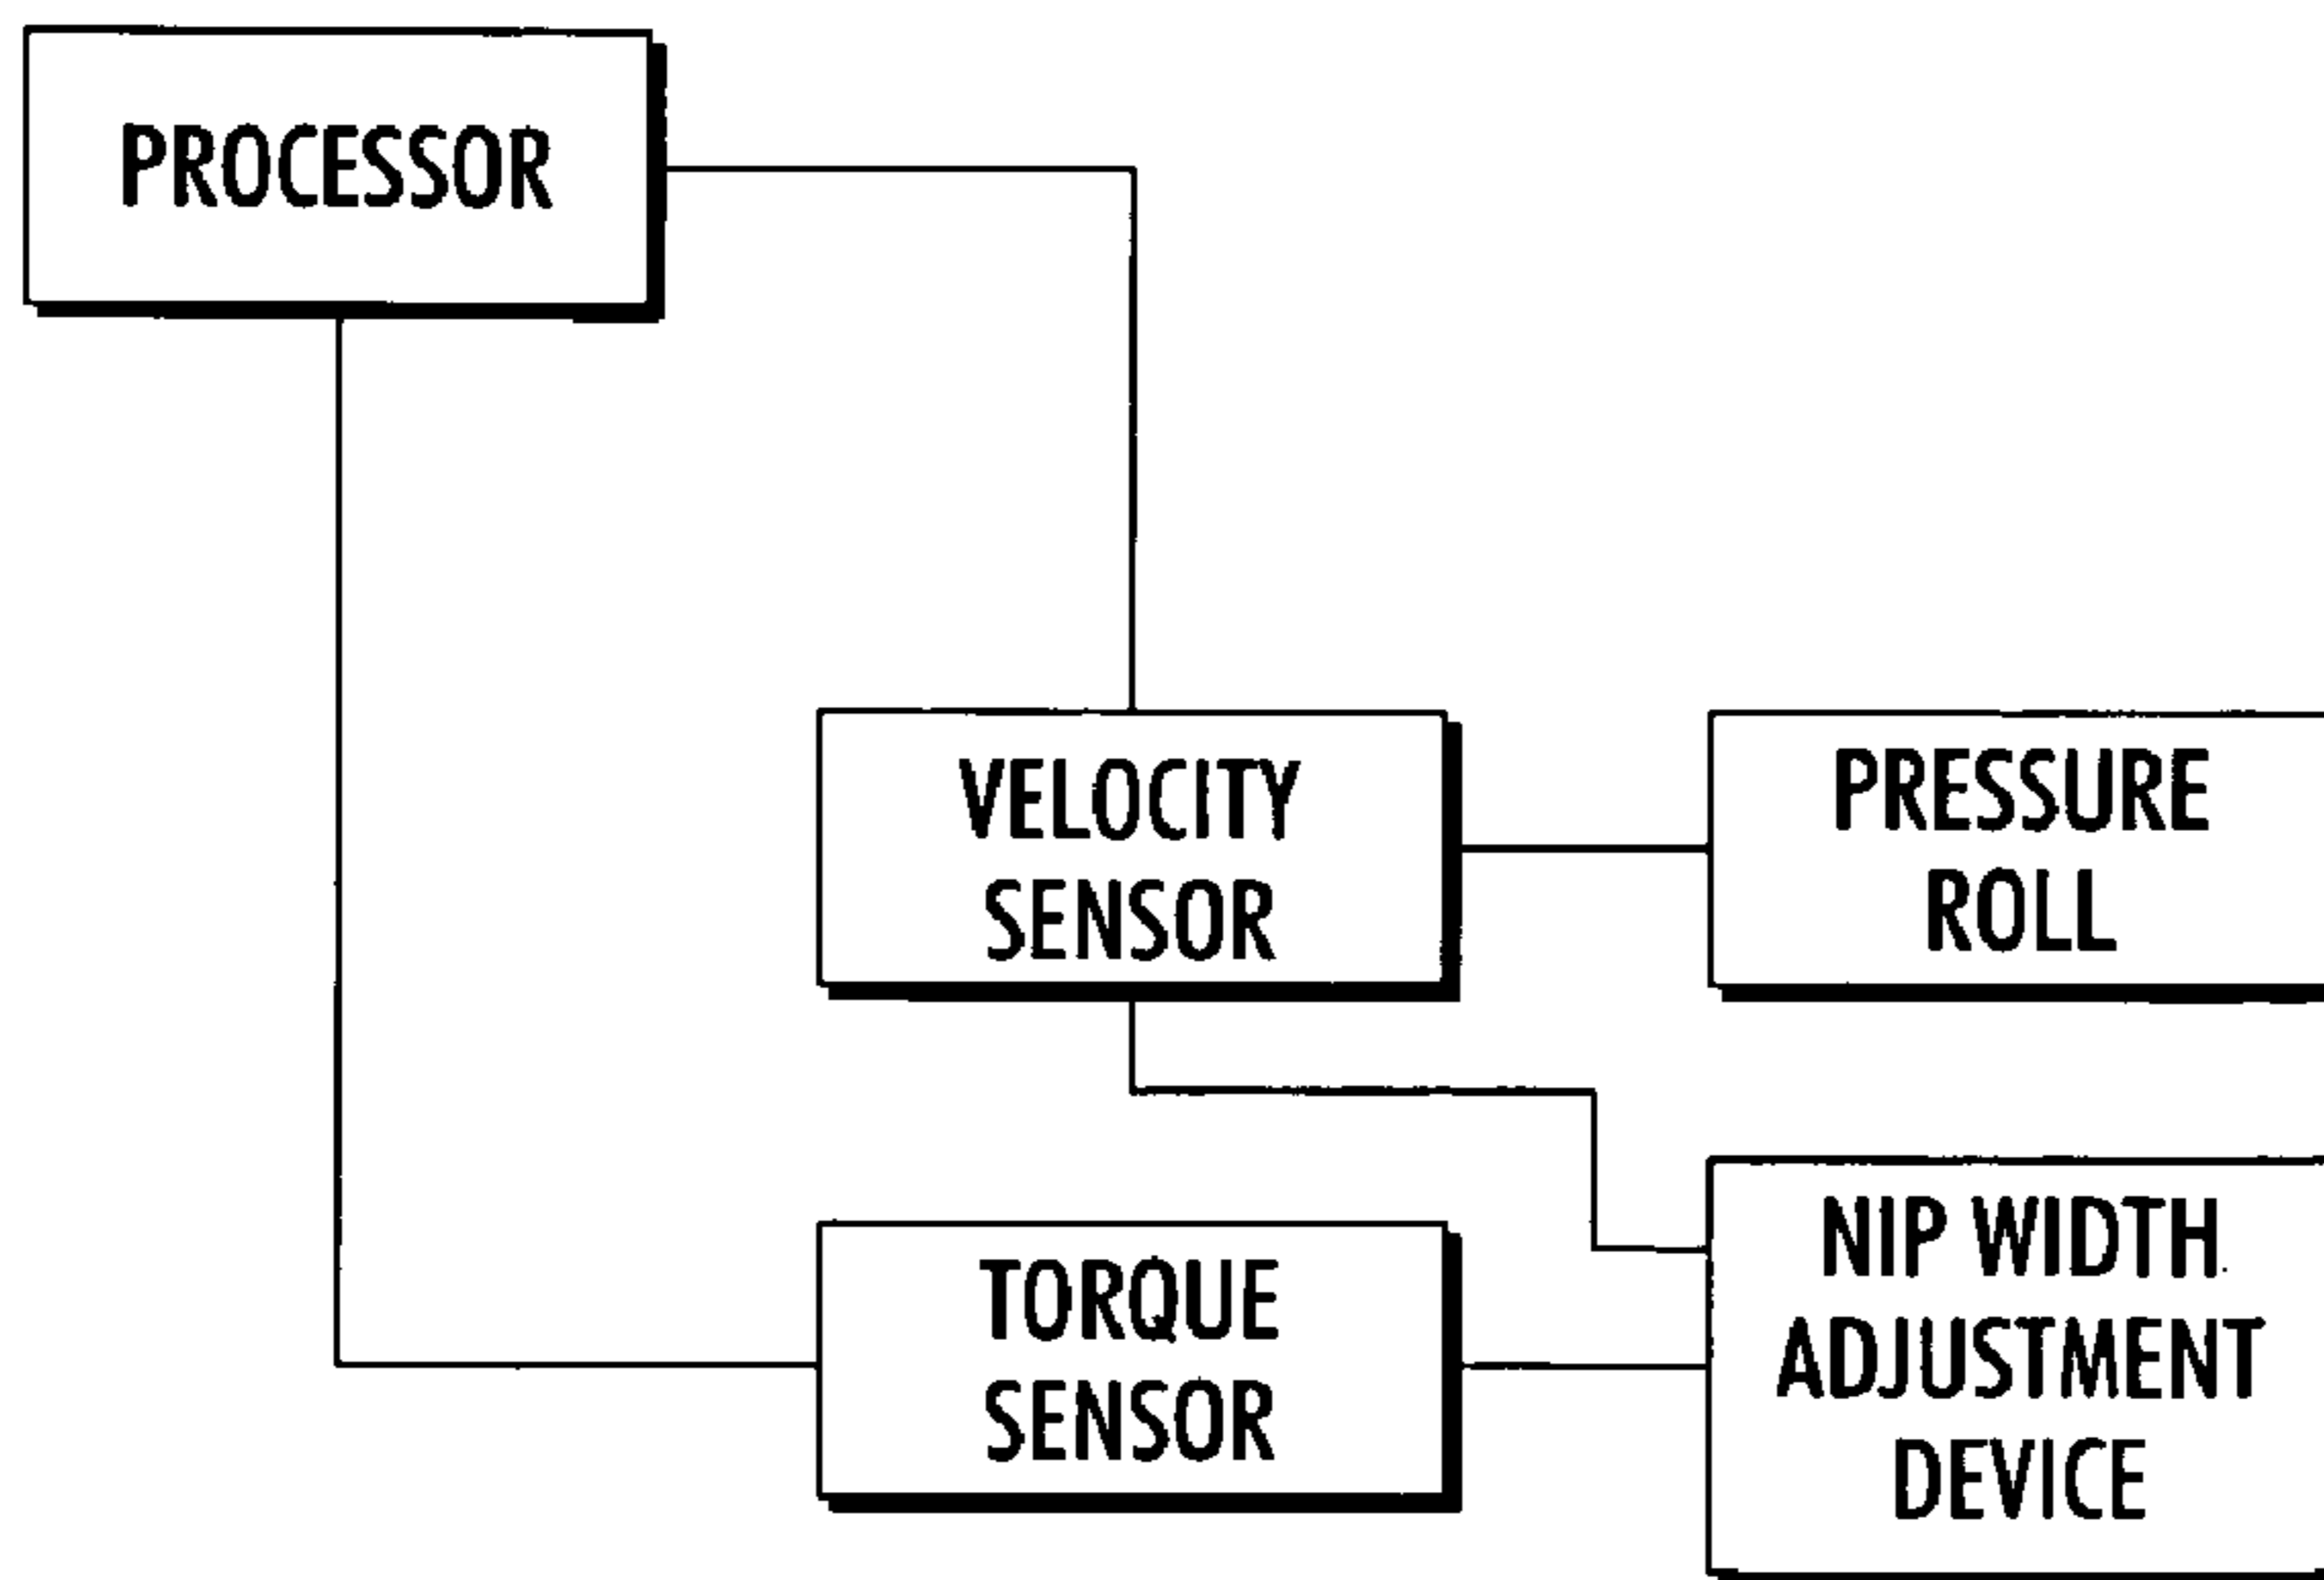 PROCESSOR
VELOCITY
SENSOR
PRESSURE
ROLL
TORQUE
SENSOR
NIP WIDTH
ADJUSTMENT
DEVICE